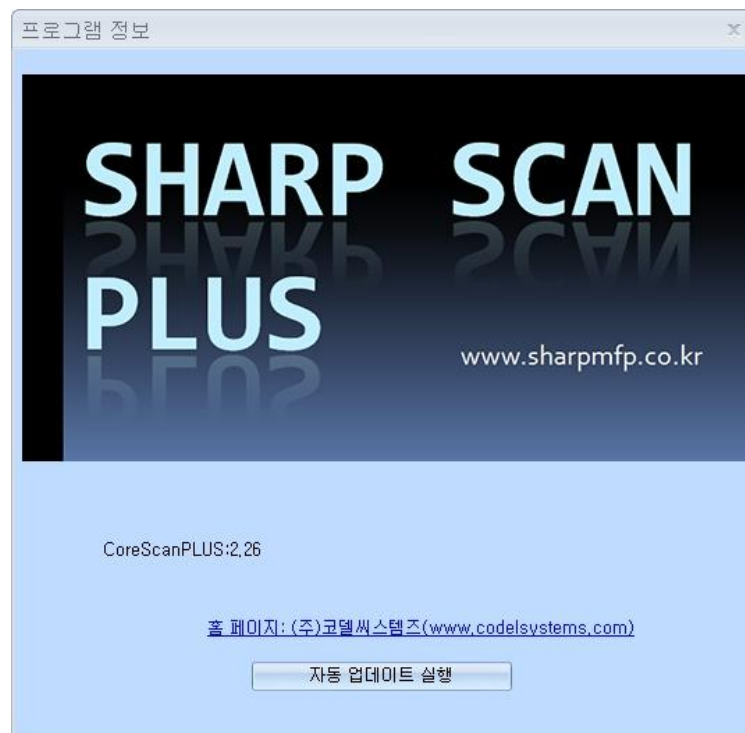 프로그램 정보
SHARP SCAN
PLUS
www.sharpmfp.co.kr
CoreScanPLUS:2,26
홈 페이지: (주)코델씨스템즈(www,codelsystems,com)
자동 업데이트 실행